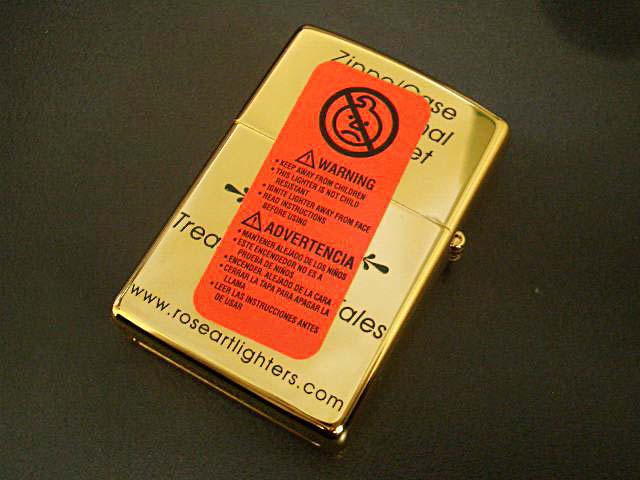 Zippo/Case
WARNING
• KEEP AWAY FROM CHILDREN
• THIS LIGHTER IS NOT CHILD
RESISTANT
• IGNITE LIGHTER AWAY FROM FACE
• READ INSTRUCTIONS
BEFORE USING
ADVERTENCIA
• MANTENER ALEJADO DE LOS NIÑOS
• ESTE ENCENDEDOR NO ES A
PRUEBA DE NIÑOS
• ENCENDER, ALEJADO DE LA CARA
• CERRAR LA TAPA PARA APAGAR LA
LLAMA
• LEER LAS INSTRUCCIONES ANTES
DE USAR
www.roseartlighters.com